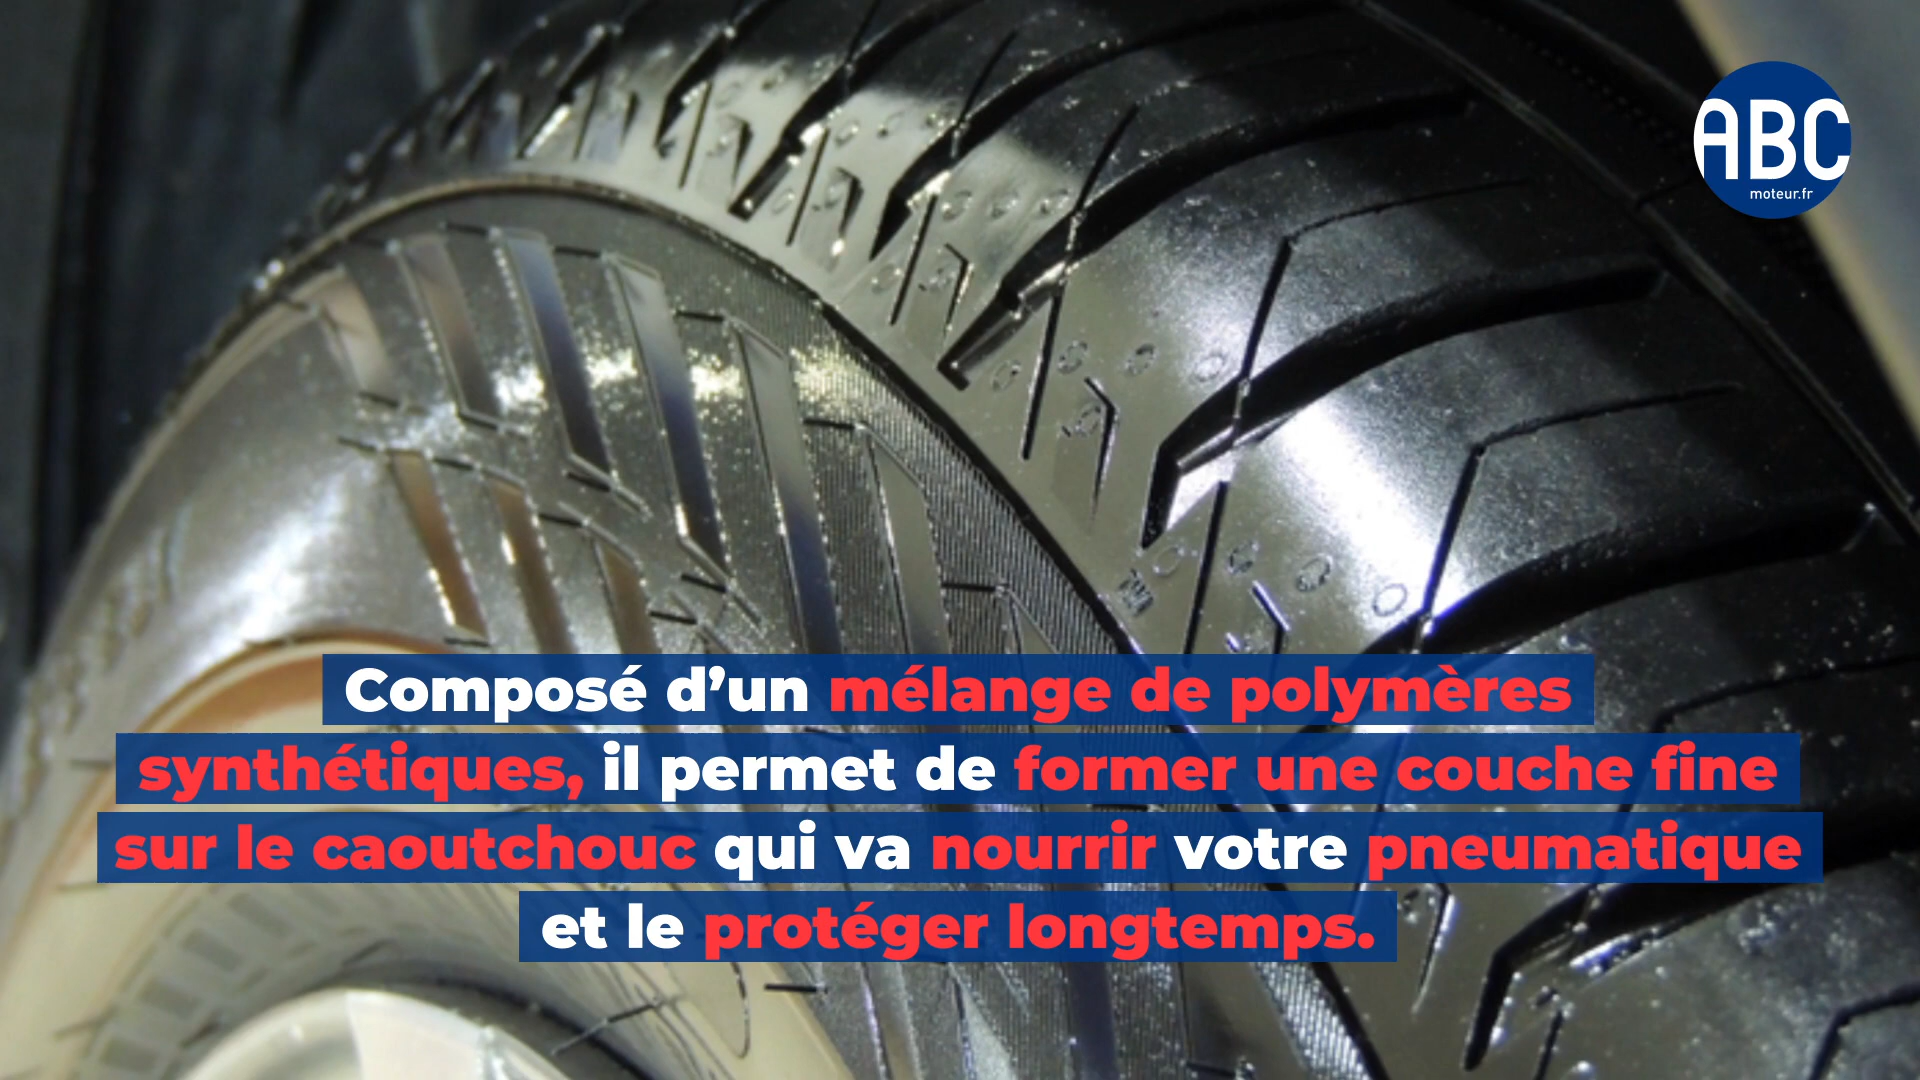 ABC
moteur.fr
Composé d’un mélange de polymères
synthétiques, il permet de former une couche fine
sur le caoutchouc qui va nourrir votre pneumatique
et le protéger longtemps.